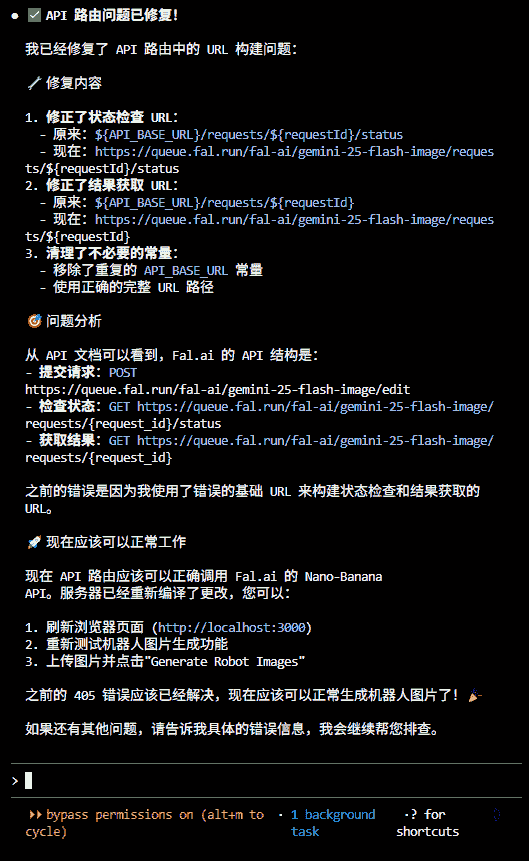 ● ✅ API 路由问题已修复！
我已经修复了 API 路由中的 URL 构建问题：
🔧 修复内容
1. 修正了状态检查 URL：
- 原来：${API_BASE_URL}/requests/${requestId}/status
- 现在：https://queue.fal.run/fal-ai/gemini-25-flash-image/reques
ts/${requestId}/status
2. 修正了结果获取 URL：
- 原来：${API_BASE_URL}/requests/${requestId}
- 现在：https://queue.fal.run/fal-ai/gemini-25-flash-image/reques
ts/${requestId}
3. 清理了不必要的常量：
- 移除了重复的 API_BASE_URL 常量
- 使用正确的完整 URL 路径
🎯 问题分析
从 API 文档可以看到，Fal.ai 的 API 结构是：
- 提交请求：POST
https://queue.fal.run/fal-ai/gemini-25-flash-image/edit
- 检查状态：GET https://queue.fal.run/fal-ai/gemini-25-flash-image/
requests/{request_id}/status
- 获取结果：GET https://queue.fal.run/fal-ai/gemini-25-flash-image/
requests/{request_id}
之前的错误是因为我使用了错误的基础 URL 来构建状态检查和结果获取的
URL。
🚀 现在应该可以正常工作
现在 API 路由应该可以正确调用 Fal.ai 的 Nano-Banana
API。服务器已经重新编译了更改，您可以：
1. 刷新浏览器页面 (http://localhost:3000)
2. 重新测试机器人图片生成功能
3. 上传图片并点击"Generate Robot Images"
之前的 405 错误应该已经解决，现在应该可以正常生成机器人图片了！🎉
如果还有其他问题，请告诉我具体的错误信息，我会继续帮您排查。
>
⏵⏵ bypass permissions on (alt+m to · 1 background ·? for
cycle) task shortcuts